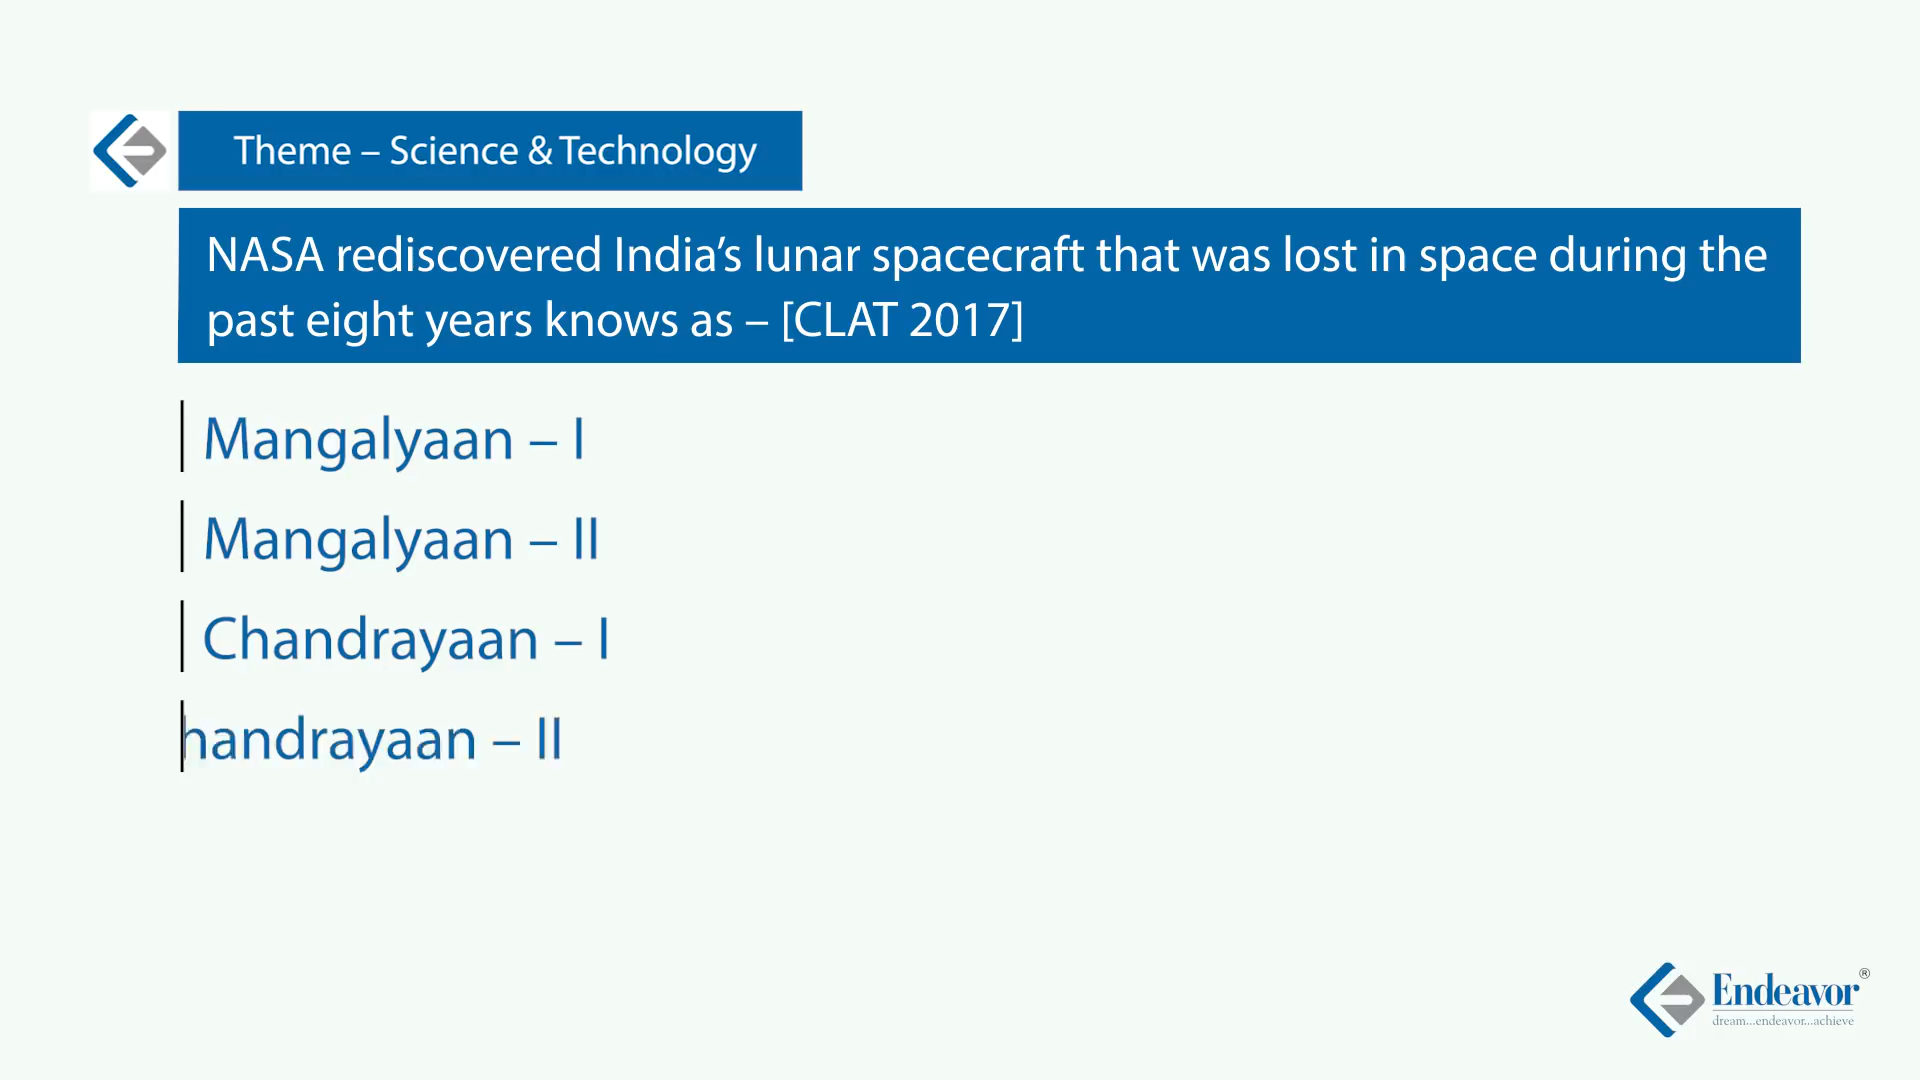 Theme – Science & Technology
NASA rediscovered India’s lunar spacecraft that was lost in space during the
past eight years knows as – [CLAT 2017]
Mangalyaan – I
Mangalyaan – II
Chandrayaan – I
handrayaan – II
Endeavor®
dream...endeavor...achieve